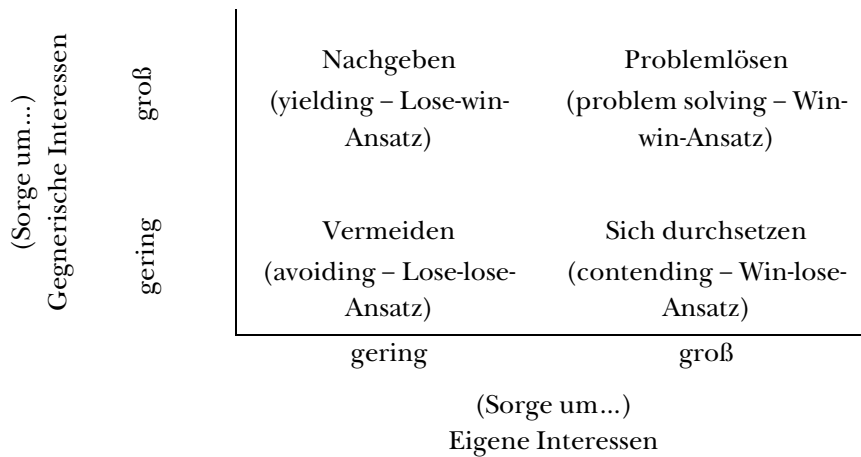 (Sorge um...)
Gegnerische Interessen
groß
gering
Nachgeben
(yielding – Lose-win-
Ansatz)
Problemlösen
(problem solving – Win-
win-Ansatz)
Vermeiden
(avoiding – Lose-lose-
Ansatz)
Sich durchsetzen
(contending – Win-lose-
Ansatz)
gering
groß
(Sorge um...)
Eigene Interessen